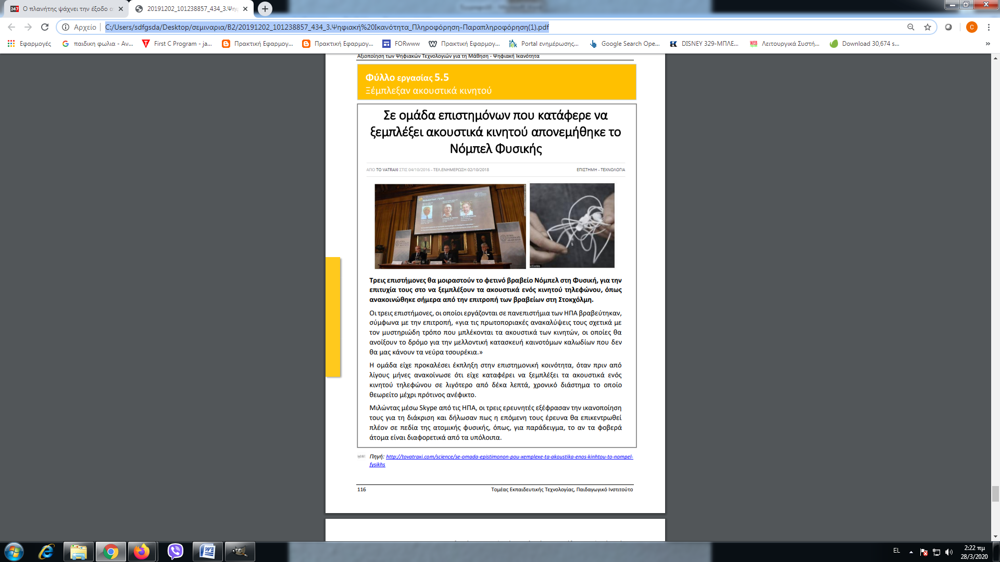 Ο πλανήτης ψάχνει την έξοδο α
20191202_101238857_434_3.Ψηφ
Αρχείο
C:/Users/sdfgsda/Desktop/σεμιναρια/B2/20191202_101238857_434_3.Ψηφιακή%20Ικανότητα_Πληροφόρηση-Παραπληροφόρηση(1).pdf
Εφαρμογές
παιδικη φωλια - Αν...
First C Program - ja...
Πρακτική Εφαρμογ...
Πρακτική Εφαρμογ...
FORwww
Πρακτική Εφαρμογ...
Portal ενημέρωσης...
Google Search Ope...
DISNEY 329-ΜΠΛΕ...
Λειτουργικά Συστή...
Download 30,674 s...
Αξιοποίηση των Ψηφιακών Τεχνολογιών για τη Μάθηση - Ψηφιακή Ικανότητα
Φύλλο εργασίας 5.5
Ξέμπλεξαν ακουστικά κινητού
Σε ομάδα επιστημόνων που κατάφερε να
ξεμπλέξει ακουστικά κινητού απονεμήθηκε το
Νόμπελ Φυσικής
ΑΠΟ ΤΟ VATRAXI ΣΤΙΣ 04/10/2016 - ΤΕΛ.ΕΝΗΜΕΡΩΣΗ 02/10/2018
ΕΠΙΣΤΗΜΗ - ΤΕΧΝΟΛΟΓΙΑ
Τρεις επιστήμονες θα μοιραστούν το φετινό βραβείο Νόμπελ στη Φυσική, για την
επιτυχία τους στο να ξεμπλέξουν τα ακουστικά ενός κινητού τηλεφώνου, όπως
ανακοινώθηκε σήμερα από την επιτροπή των βραβείων στη Στοκχόλμη.
Οι τρεις επιστήμονες, οι οποίοι εργάζονται σε πανεπιστήμια των ΗΠΑ βραβεύτηκαν,
σύμφωνα με την επιτροπή, «για τις πρωτοποριακές ανακαλύψεις τους σχετικά με
τον μυστηριώδη τρόπο που μπλέκονται τα ακουστικά των κινητών, οι οποίες θα
ανοίξουν το δρόμο για την μελλοντική κατασκευή καινοτόμων καλωδίων που δεν
θα μας κάνουν τα νεύρα τσουρέκια.»
Η ομάδα είχε προκαλέσει έκπληξη στην επιστημονική κοινότητα, όταν πριν από
λίγους μήνες ανακοίνωσε ότι είχε καταφέρει να ξεμπλέξει τα ακουστικά ενός
κινητού τηλεφώνου σε λιγότερο από δέκα λεπτά, χρονικό διάστημα το οποίο
θεωρείτο μέχρι πρότινος ανέφικτο.
Μιλώντας μέσω Skype από τις ΗΠΑ, οι τρεις ερευνητές εξέφρασαν την ικανοποίηση
τους για τη διάκριση και δήλωσαν πως η επόμενη τους έρευνα θα επικεντρωθεί
πλέον σε πεδία της ατομικής φυσικής, όπως, για παράδειγμα, το αν τα φοβερά
άτομα είναι διαφορετικά από τα υπόλοιπα.
Πηγή: http://tovatraxi.com/science/se-omada-epistimonon-pou-xemplexe-ta-akoustika-enos-kinhtou-to-nompel-
fysikhs
116
Τομέας Εκπαιδευτικής Τεχνολογίας, Παιδαγωγικό Ινστιτούτο
EL
2:22 πμ
28/3/2020